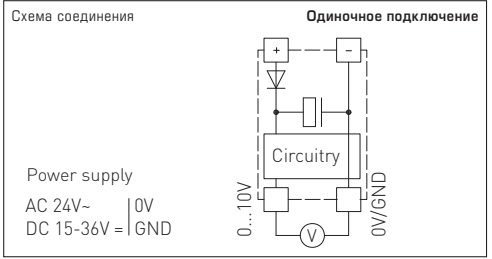 Схема соединения
Одиночное подключение
+ –
Circuitry
Power supply
AC 24V~ | 0V
DC 15-36V = | GND
0...10V
0V/GND
V